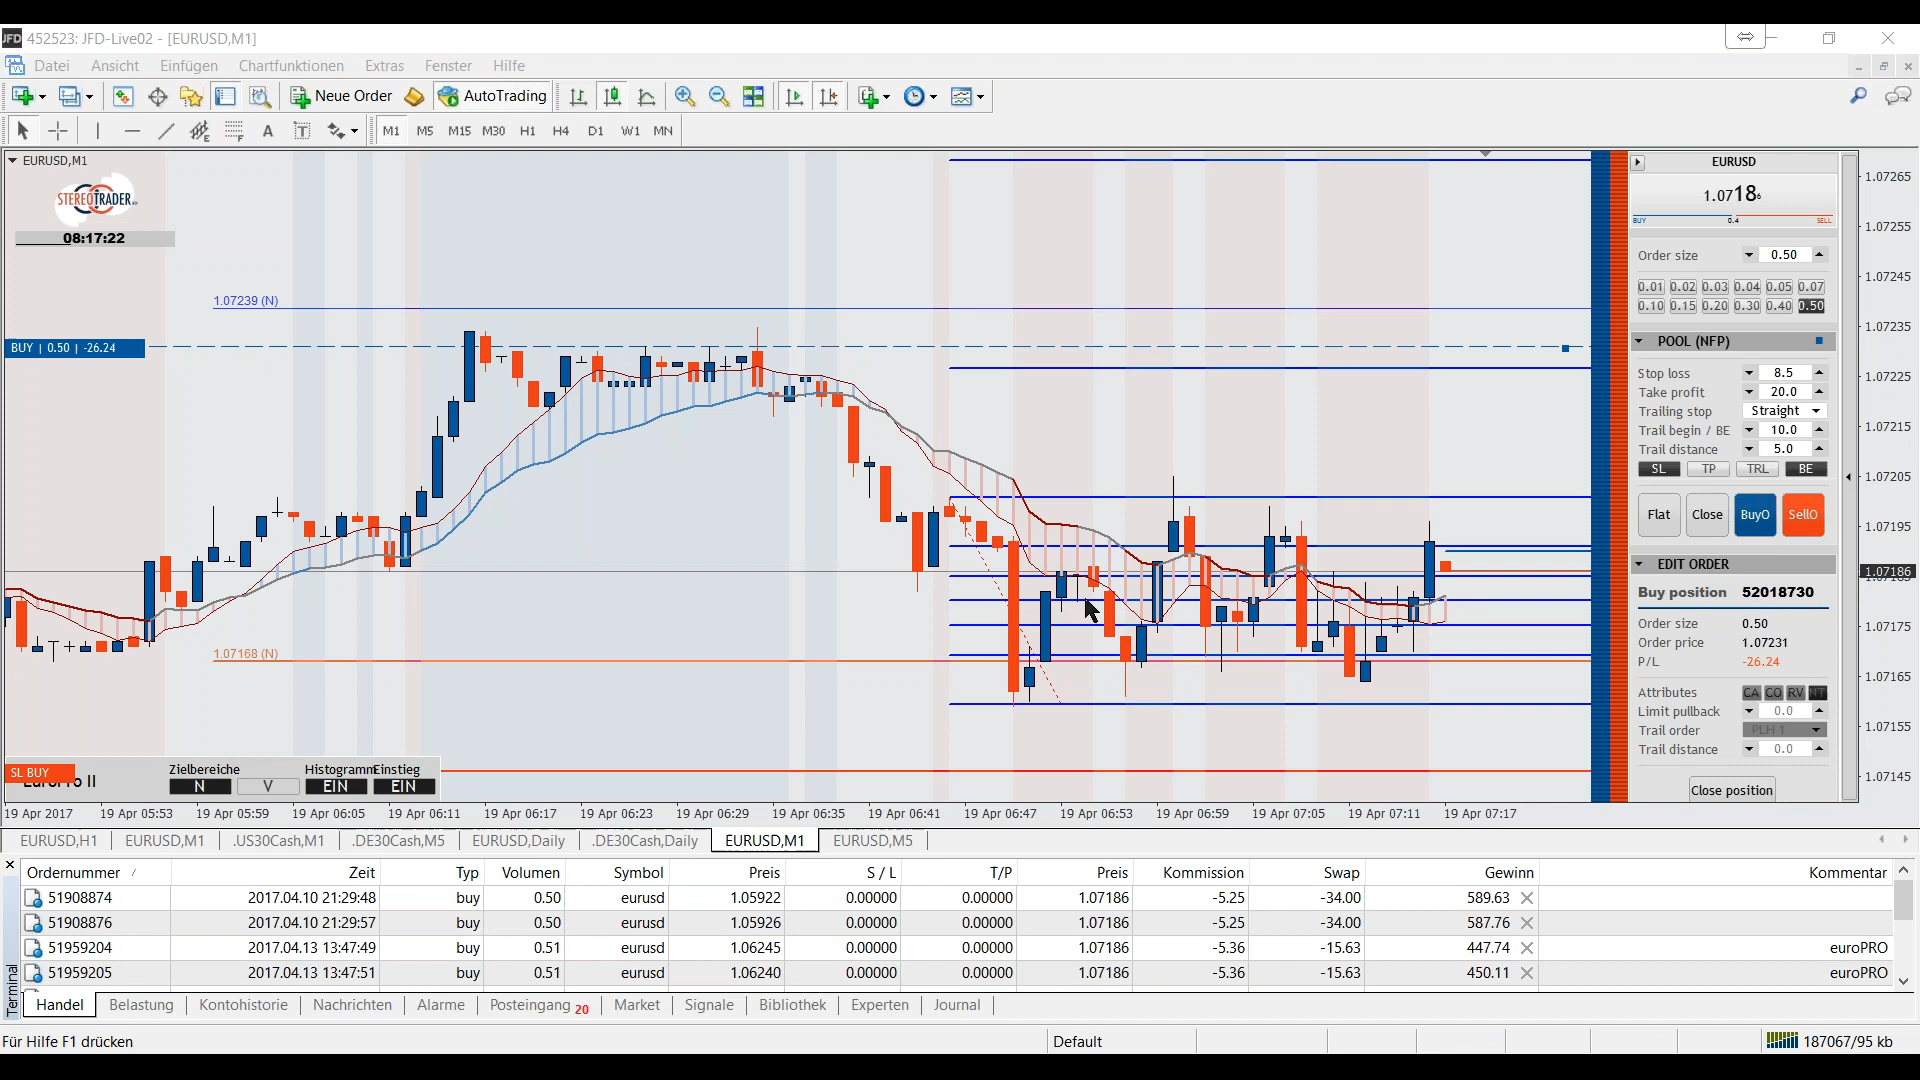 JFD 452523: JFD-Live02 - [EURUSD,M1]
Datei Ansicht Einfügen Chartfunktionen Extras Fenster Hilfe
Neue Order AutoTrading
A T M1 M5 M15 M30 H1 H4 D1 W1 MN
EURUSD,M1
STEREOTRADER
08:17:22
1.07239 (N)
BUY | 0.50 | -26.24
1.07168 (N)
SL BUY
Zielbereiche Histogramm Einstieg
N V EIN EIN
EURUSD
1.07186
BUY 0.4 SELL
Order size 0.50
0.01 0.02 0.03 0.04 0.05 0.07
0.10 0.15 0.20 0.30 0.40 0.50
POOL (NFP)
Stop loss 8.5
Take profit 20.0
Trailing stop Straight
Trail begin / BE 10.0
Trail distance 5.0
SL TP TRL BE
Flat Close BuyO SellO
EDIT ORDER
Buy position 52018730
Order size 0.50
Order price 1.07231
P/L -26.24
Attributes CA CO RV NT
Limit pullback 0.0
Trail order PLH 1
Trail distance 0.0
Close position
1.07265
1.07255
1.07245
1.07235
1.07225
1.07215
1.07205
1.07195
1.07186
1.07175
1.07165
1.07155
1.07145
19 Apr 2017 19 Apr 05:53 19 Apr 05:59 19 Apr 06:05 19 Apr 06:11 19 Apr 06:17 19 Apr 06:23 19 Apr 06:29 19 Apr 06:35 19 Apr 06:41 19 Apr 06:47 19 Apr 06:53 19 Apr 06:59 19 Apr 07:05 19 Apr 07:11 19 Apr 07:17
EURUSD,H1 EURUSD,M1 .US30Cash,M1 .DE30Cash,M5 EURUSD,Daily .DE30Cash,Daily EURUSD,M1 EURUSD,M5
Ordernummer Zeit Typ Volumen Symbol Preis S / L T/P Preis Kommission Swap Gewinn Kommentar
51908874 2017.04.10 21:29:48 buy 0.50 eurusd 1.05922 0.00000 0.00000 1.07186 -5.25 -34.00 589.63
51908876 2017.04.10 21:29:57 buy 0.50 eurusd 1.05926 0.00000 0.00000 1.07186 -5.25 -34.00 587.76
51959204 2017.04.13 13:47:49 buy 0.51 eurusd 1.06245 0.00000 0.00000 1.07186 -5.36 -15.63 447.74 euroPRO
51959205 2017.04.13 13:47:51 buy 0.51 eurusd 1.06240 0.00000 0.00000 1.07186 -5.36 -15.63 450.11 euroPRO
Terminal
Handel Belastung Kontohistorie Nachrichten Alarme Posteingang 20 Market Signale Bibliothek Experten Journal
Für Hilfe F1 drücken Default 187067/95 kb